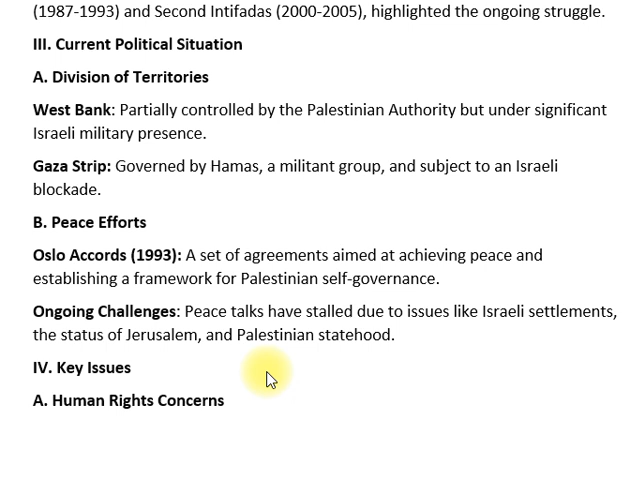 (1987-1993) and Second Intifadas (2000-2005), highlighted the ongoing struggle.
III. Current Political Situation
A. Division of Territories
West Bank: Partially controlled by the Palestinian Authority but under significant
Israeli military presence.
Gaza Strip: Governed by Hamas, a militant group, and subject to an Israeli
blockade.
B. Peace Efforts
Oslo Accords (1993): A set of agreements aimed at achieving peace and
establishing a framework for Palestinian self-governance.
Ongoing Challenges: Peace talks have stalled due to issues like Israeli settlements,
the status of Jerusalem, and Palestinian statehood.
IV. Key Issues
A. Human Rights Concerns